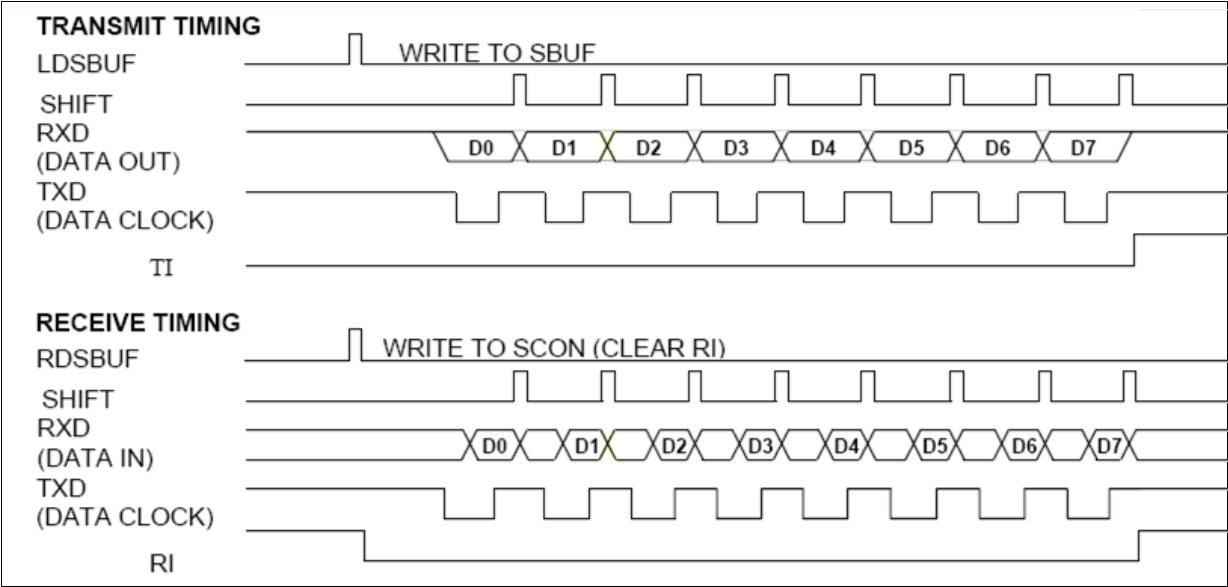 TRANSMIT TIMING
LDSBUF
WRITE TO SBUF
SHIFT
RXD
(DATA OUT)
D0 D1 D2 D3 D4 D5 D6 D7
TXD
(DATA CLOCK)
TI
RECEIVE TIMING
RDSBUF
WRITE TO SCON (CLEAR RI)
SHIFT
RXD
(DATA IN)
D0 D1 D2 D3 D4 D5 D6 D7
TXD
(DATA CLOCK)
RI